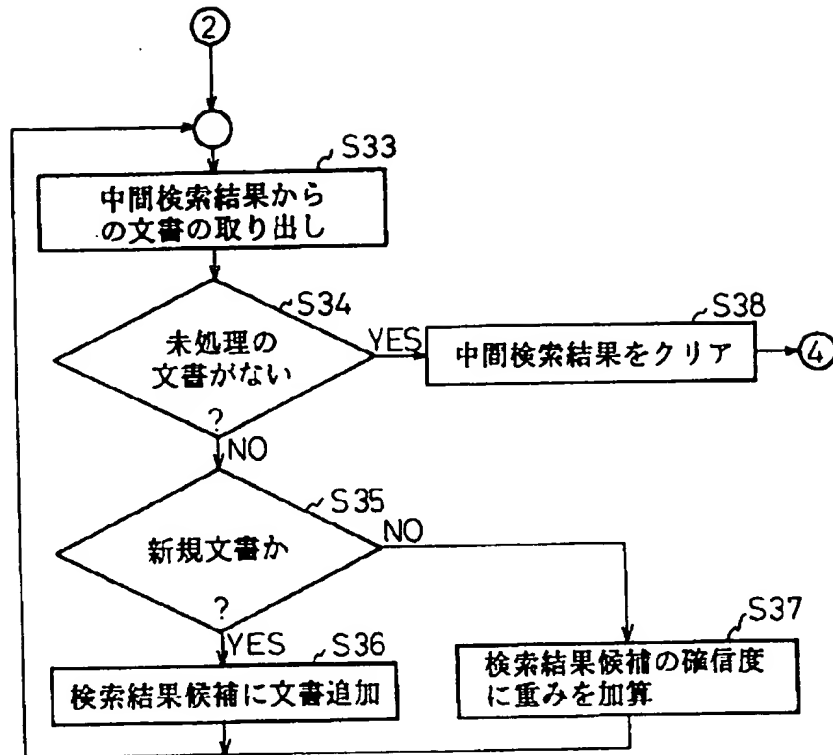 2
S33
中間検索結果から
の文書の取り出し
S34
未処理の
文書がない
?
YES
NO
S38
中間検索結果をクリア
4
S35
新規文書か
?
NO
YES
S36
検索結果候補に文書追加
S37
検索結果候補の確信度
に重みを加算